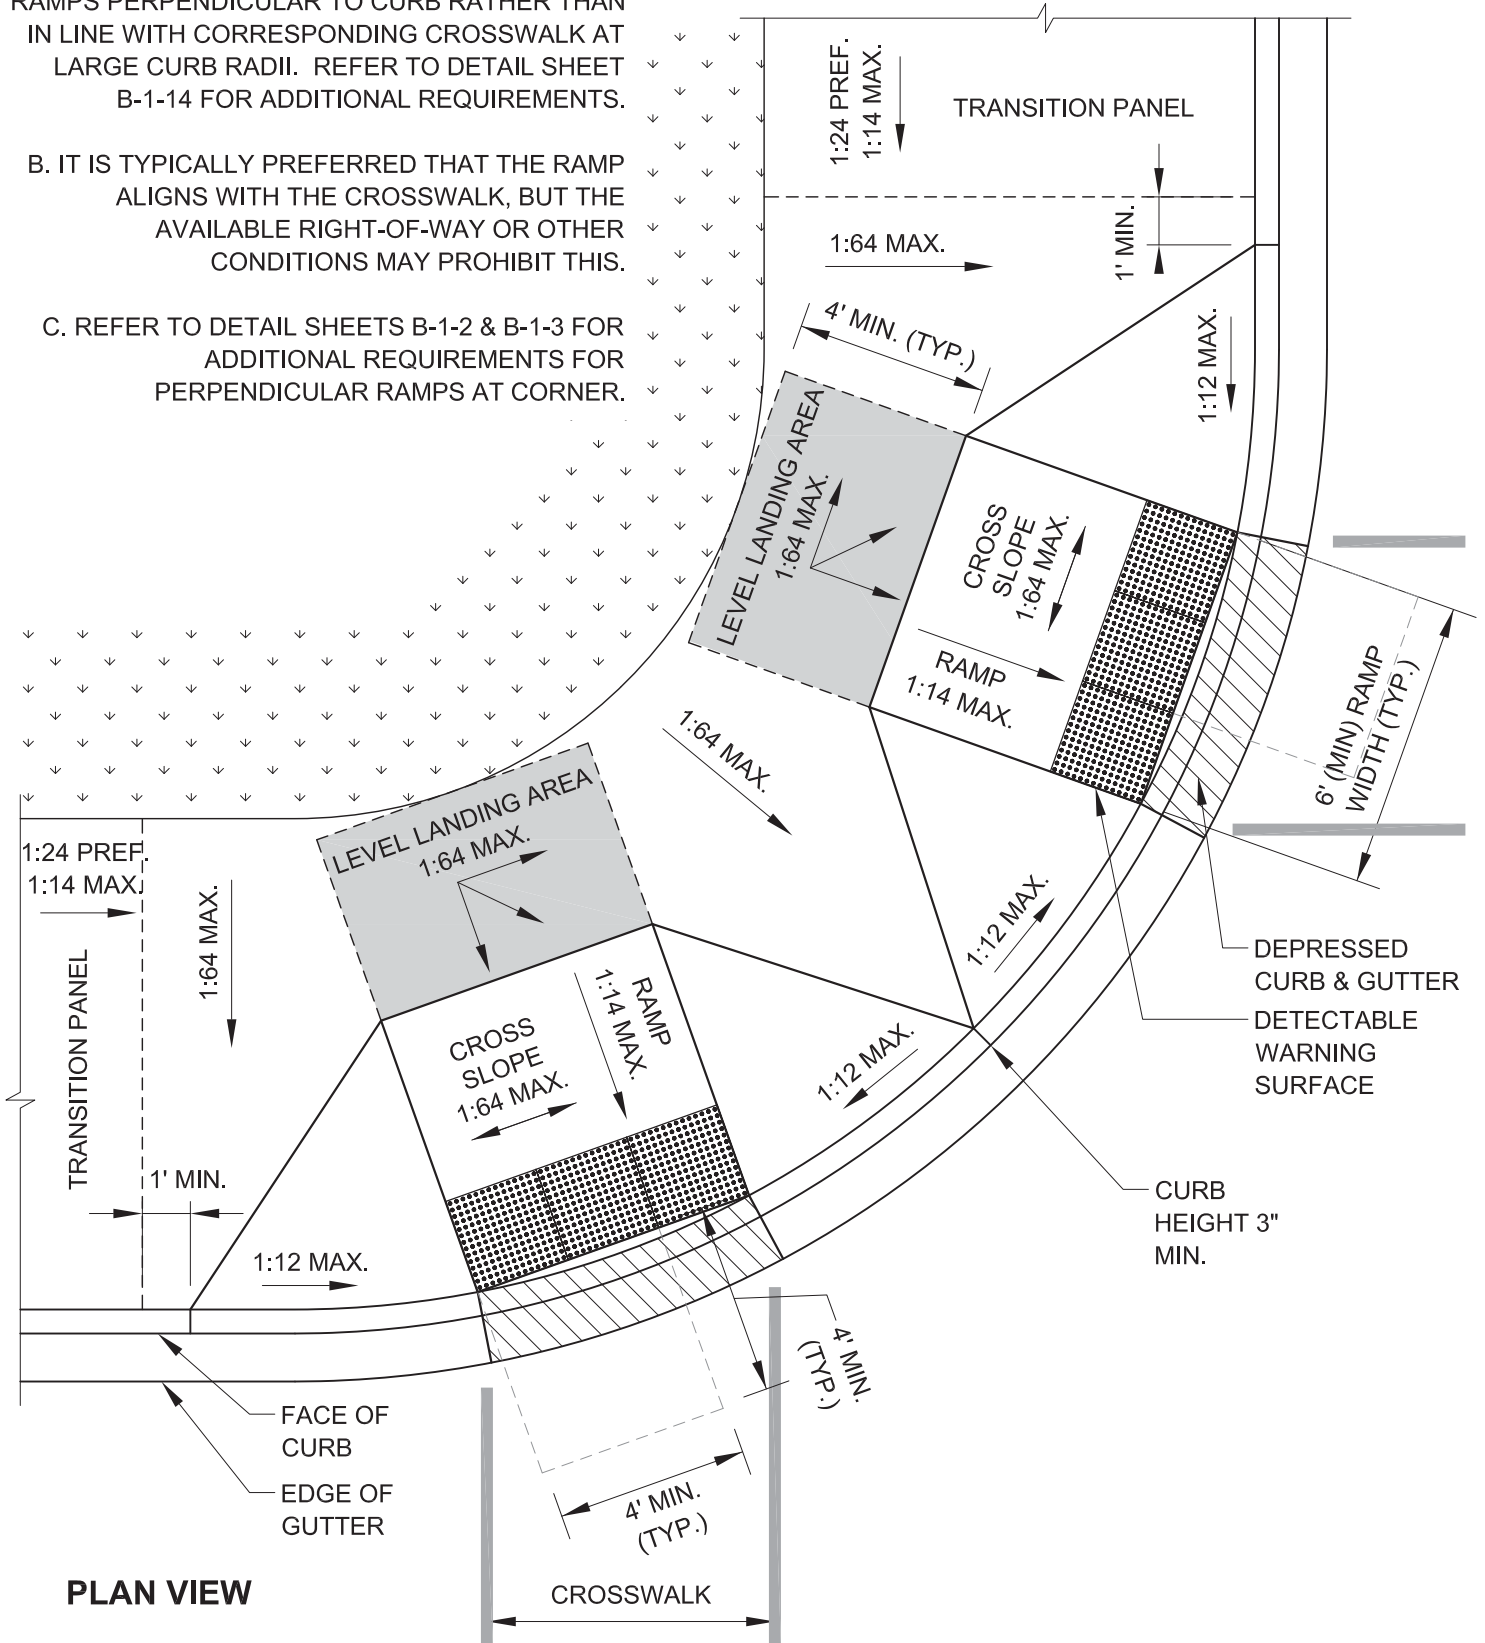 RAMPS PERPENDICULAR TO CURB RATHER THAN
IN LINE WITH CORRESPONDING CROSSWALK AT
LARGE CURB RADII. REFER TO DETAIL SHEET
B-1-14 FOR ADDITIONAL REQUIREMENTS.
B. IT IS TYPICALLY PREFERRED THAT THE RAMP
ALIGNS WITH THE CROSSWALK, BUT THE
AVAILABLE RIGHT-OF-WAY OR OTHER
CONDITIONS MAY PROHIBIT THIS.
C. REFER TO DETAIL SHEETS B-1-2 & B-1-3 FOR
ADDITIONAL REQUIREMENTS FOR
PERPENDICULAR RAMPS AT CORNER.
1:24 PREF.
1:14 MAX.
TRANSITION PANEL
1' MIN.
1:64 MAX.
4' MIN. (TYP.)
1:12 MAX.
LEVEL LANDING AREA
1:64 MAX.
CROSS
SLOPE
1:64 MAX.
RAMP
1:14 MAX.
6' (MIN) RAMP
WIDTH (TYP.)
1:64 MAX.
LEVEL LANDING AREA
1:64 MAX.
1:24 PREF.
1:14 MAX.
1:64 MAX.
TRANSITION PANEL
1:12 MAX.
DEPRESSED
CURB & GUTTER
DETECTABLE
WARNING
SURFACE
RAMP
1:14 MAX.
CROSS
SLOPE
1:64 MAX.
1:12 MAX.
1' MIN.
CURB
HEIGHT 3"
MIN.
1:12 MAX.
4' MIN.
(TYP.)
FACE OF
CURB
EDGE OF
GUTTER
4' MIN.
(TYP.)
PLAN VIEW
CROSSWALK